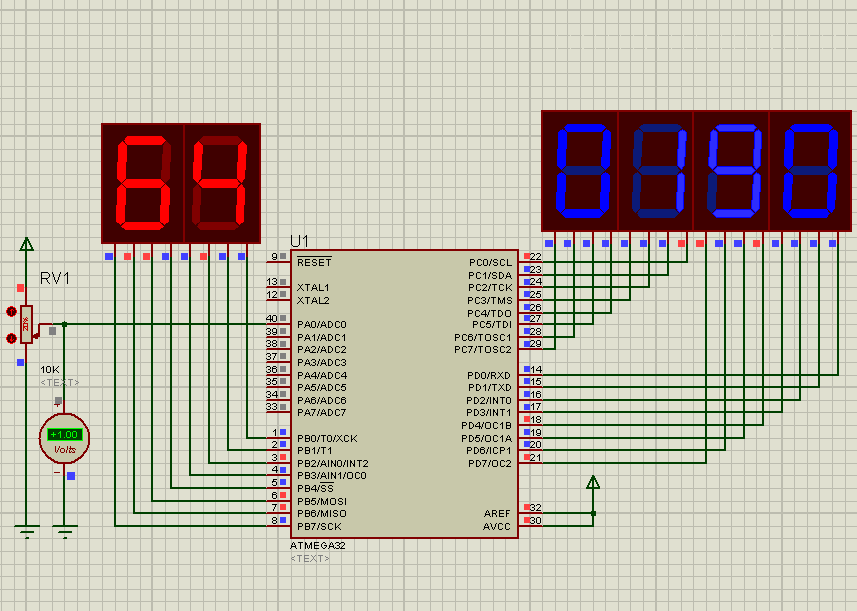 64
0190
U1
RV1
20%
10K
<TEXT>
+1.00
Volts
9 RESET
13 XTAL1
12 XTAL2
40 PA0/ADC0
39 PA1/ADC1
38 PA2/ADC2
37 PA3/ADC3
36 PA4/ADC4
35 PA5/ADC5
34 PA6/ADC6
33 PA7/ADC7
1 PB0/T0/XCK
2 PB1/T1
3 PB2/AIN0/INT2
4 PB3/AIN1/OC0
5 PB4/SS
6 PB5/MOSI
7 PB6/MISO
8 PB7/SCK
PC0/SCL 22
PC1/SDA 23
PC2/TCK 24
PC3/TMS 25
PC4/TDO 26
PC5/TDI 27
PC6/TOSC1 28
PC7/TOSC2 29
PD0/RXD 14
PD1/TXD 15
PD2/INT0 16
PD3/INT1 17
PD4/OC1B 18
PD5/OC1A 19
PD6/ICP1 20
PD7/OC2 21
AREF 32
AVCC 30
ATMEGA32
<TEXT>